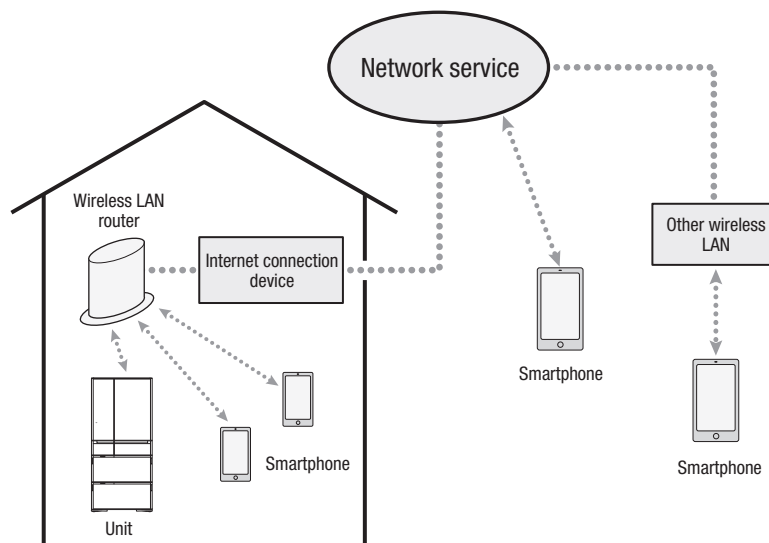 Network service
Wireless LAN
router
Internet connection
device
Other wireless
LAN
Smartphone
Smartphone
Smartphone
Unit